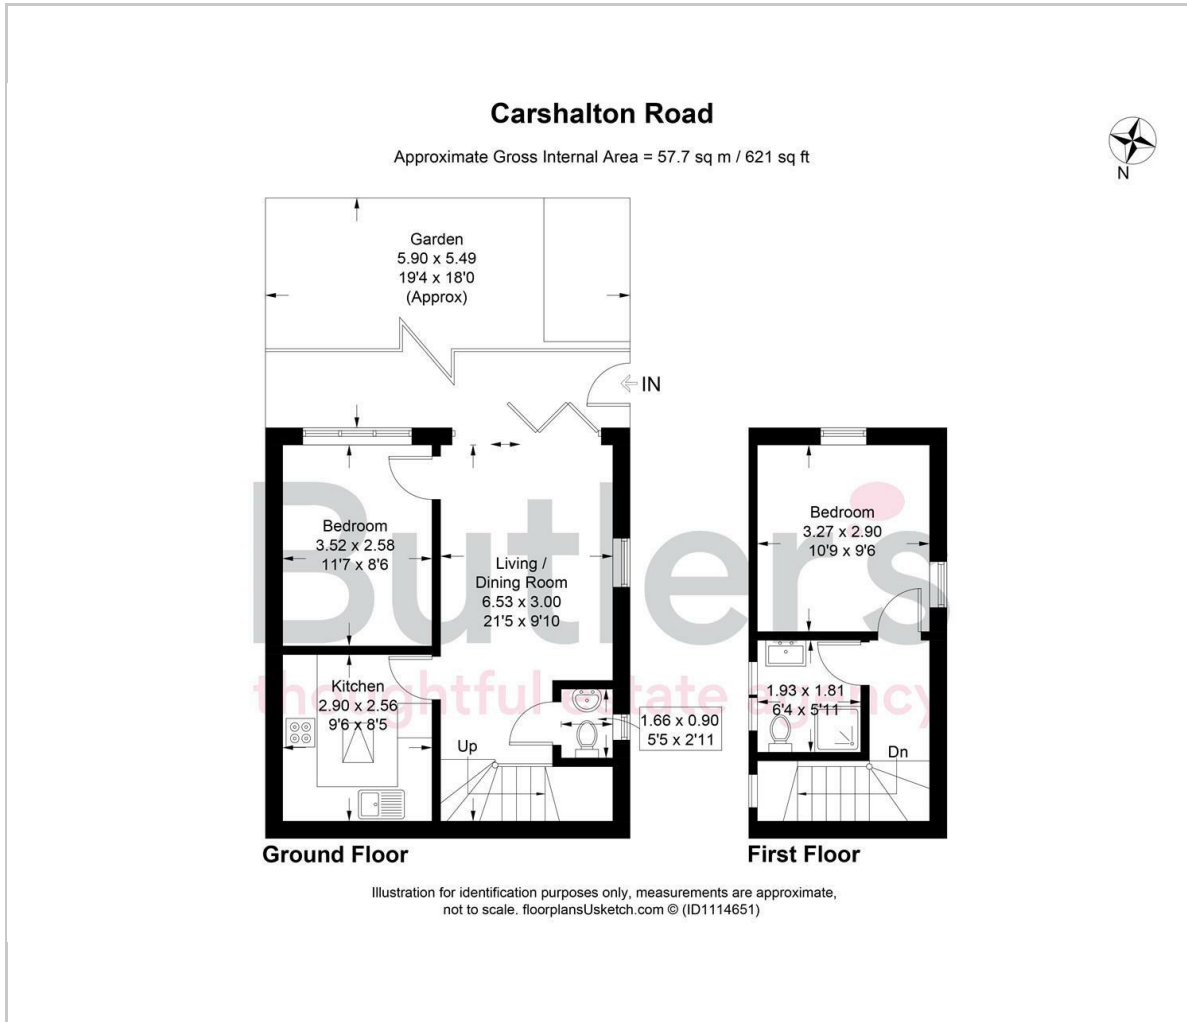 Carshalton Road
Approximate Gross Internal Area = 57.7 sq m / 621 sq ft
N
Garden
5.90 x 5.49
19'4 x 18'0
(Approx)
IN
Bedroom
3.52 x 2.58
11'7 x 8'6
Living /
Dining Room
6.53 x 3.00
21'5 x 9'10
Kitchen
2.90 x 2.56
9'6 x 8'5
Up
1.66 x 0.90
5'5 x 2'11
Ground Floor
Bedroom
3.27 x 2.90
10'9 x 9'6
1.93 x 1.81
6'4 x 5'11
Dn
First Floor
Butler's
thoughtful estate agency
Illustration for identification purposes only, measurements are approximate,
not to scale. floorplansUsketch.com © (ID1114651)